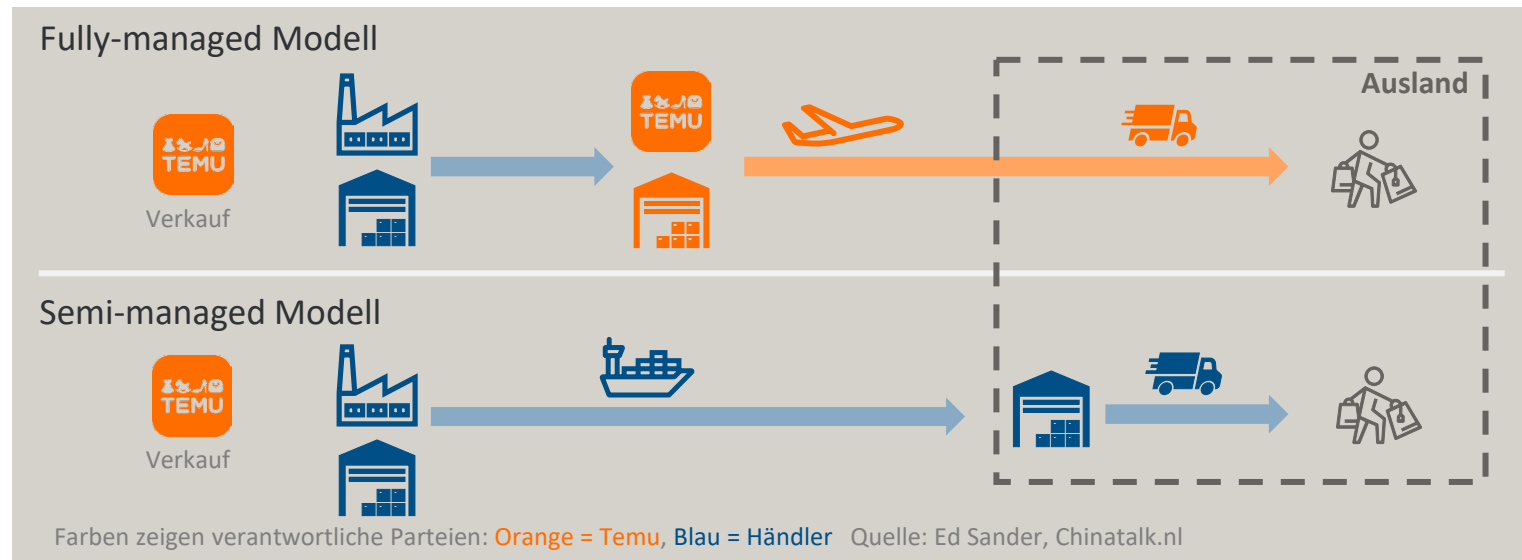 Fully-managed Modell
Ausland
TEMU
TEMU
Verkauf
Semi-managed Modell
TEMU
Verkauf
Farben zeigen verantwortliche Parteien: Orange = Temu, Blau = Händler Quelle: Ed Sander, Chinatalk.nl